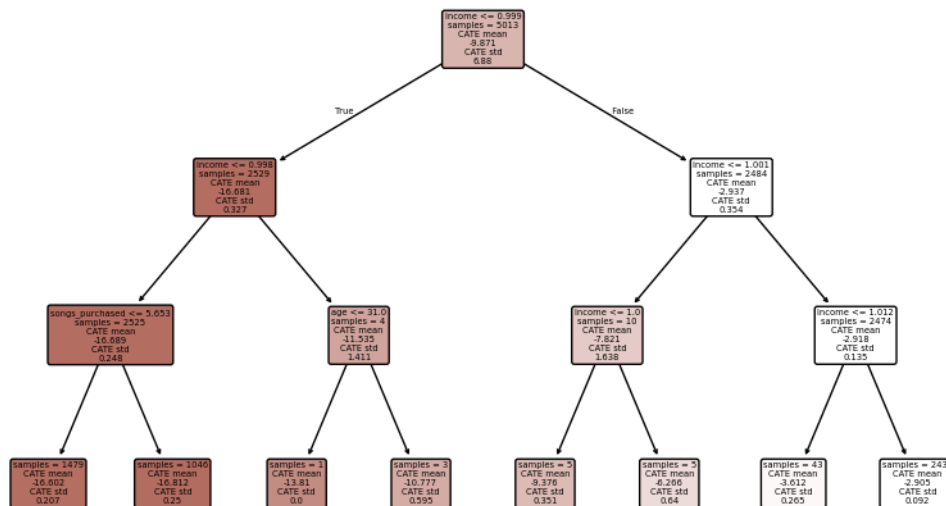 income <= 0.999
samples = 5013
CATE mean
-9.871
CATE std
6.88
True
False
income <= 0.998
samples = 2529
CATE mean
-16.681
CATE std
0.327
income <= 1.001
samples = 2484
CATE mean
-2.937
CATE std
0.354
songs_purchased <= 5.653
samples = 2525
CATE mean
-16.689
CATE std
0.248
age <= 31.0
samples = 4
CATE mean
-11.535
CATE std
1.411
income <= 1.0
samples = 10
CATE mean
-7.821
CATE std
1.638
income <= 1.012
samples = 2474
CATE mean
-2.918
CATE std
0.135
samples = 1479
CATE mean
-16.602
CATE std
0.207
samples = 1046
CATE mean
-16.812
CATE std
0.25
samples = 1
CATE mean
-13.81
CATE std
0.0
samples = 3
CATE mean
-10.777
CATE std
0.595
samples = 5
CATE mean
-9.376
CATE std
0.351
samples = 5
CATE mean
-6.266
CATE std
0.64
samples = 43
CATE mean
-3.612
CATE std
0.265
samples = 243
CATE mean
-2.905
CATE std
0.092